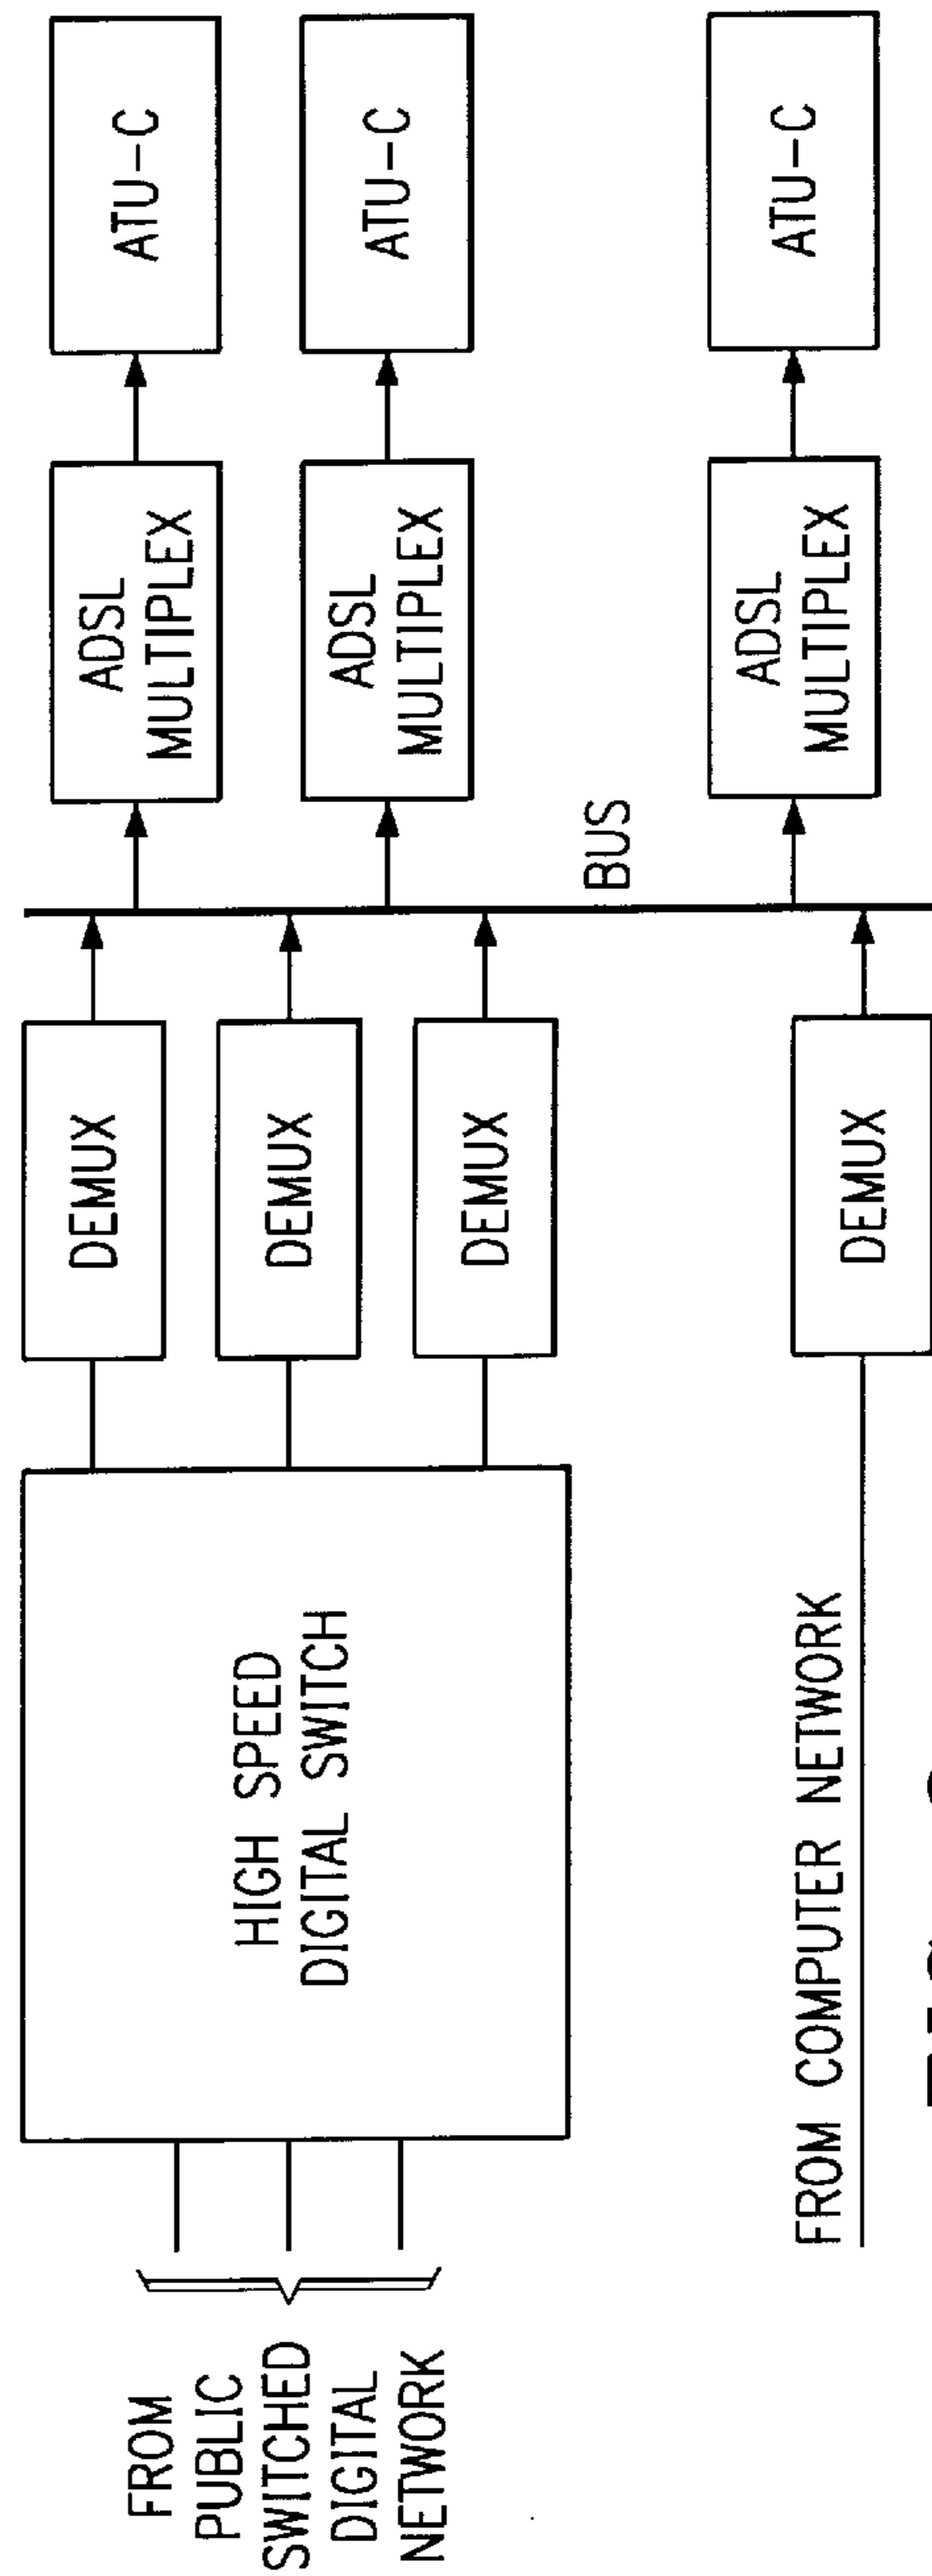 FROM
PUBLIC
SWITCHED
DIGITAL
NETWORK
HIGH SPEED
DIGITAL SWITCH
DEMUX
DEMUX
DEMUX
ADSL
MULTIPLEX
ATU-C
ADSL
MULTIPLEX
ATU-C
BUS
ADSL
MULTIPLEX
ATU-C
FROM COMPUTER NETWORK
DEMUX